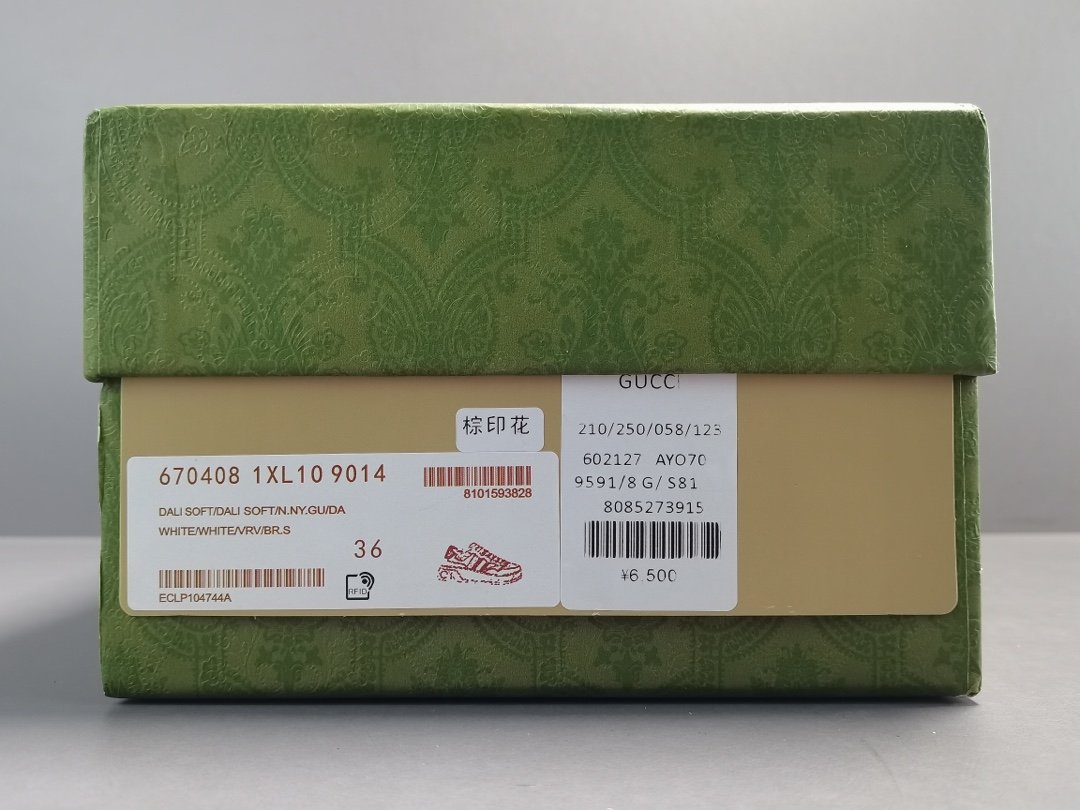 棕印花
670408 1XL10 9014
8101593828
DALI SOFT/DALI SOFT/N.NY.GU/DA
WHITE/WHITE/VRV/BR.S
36
RFID
ECLP104744A
GUCCI
210/250/058/123
602127 AYO70
9591/8 G/ S81
8085273915
¥6.500